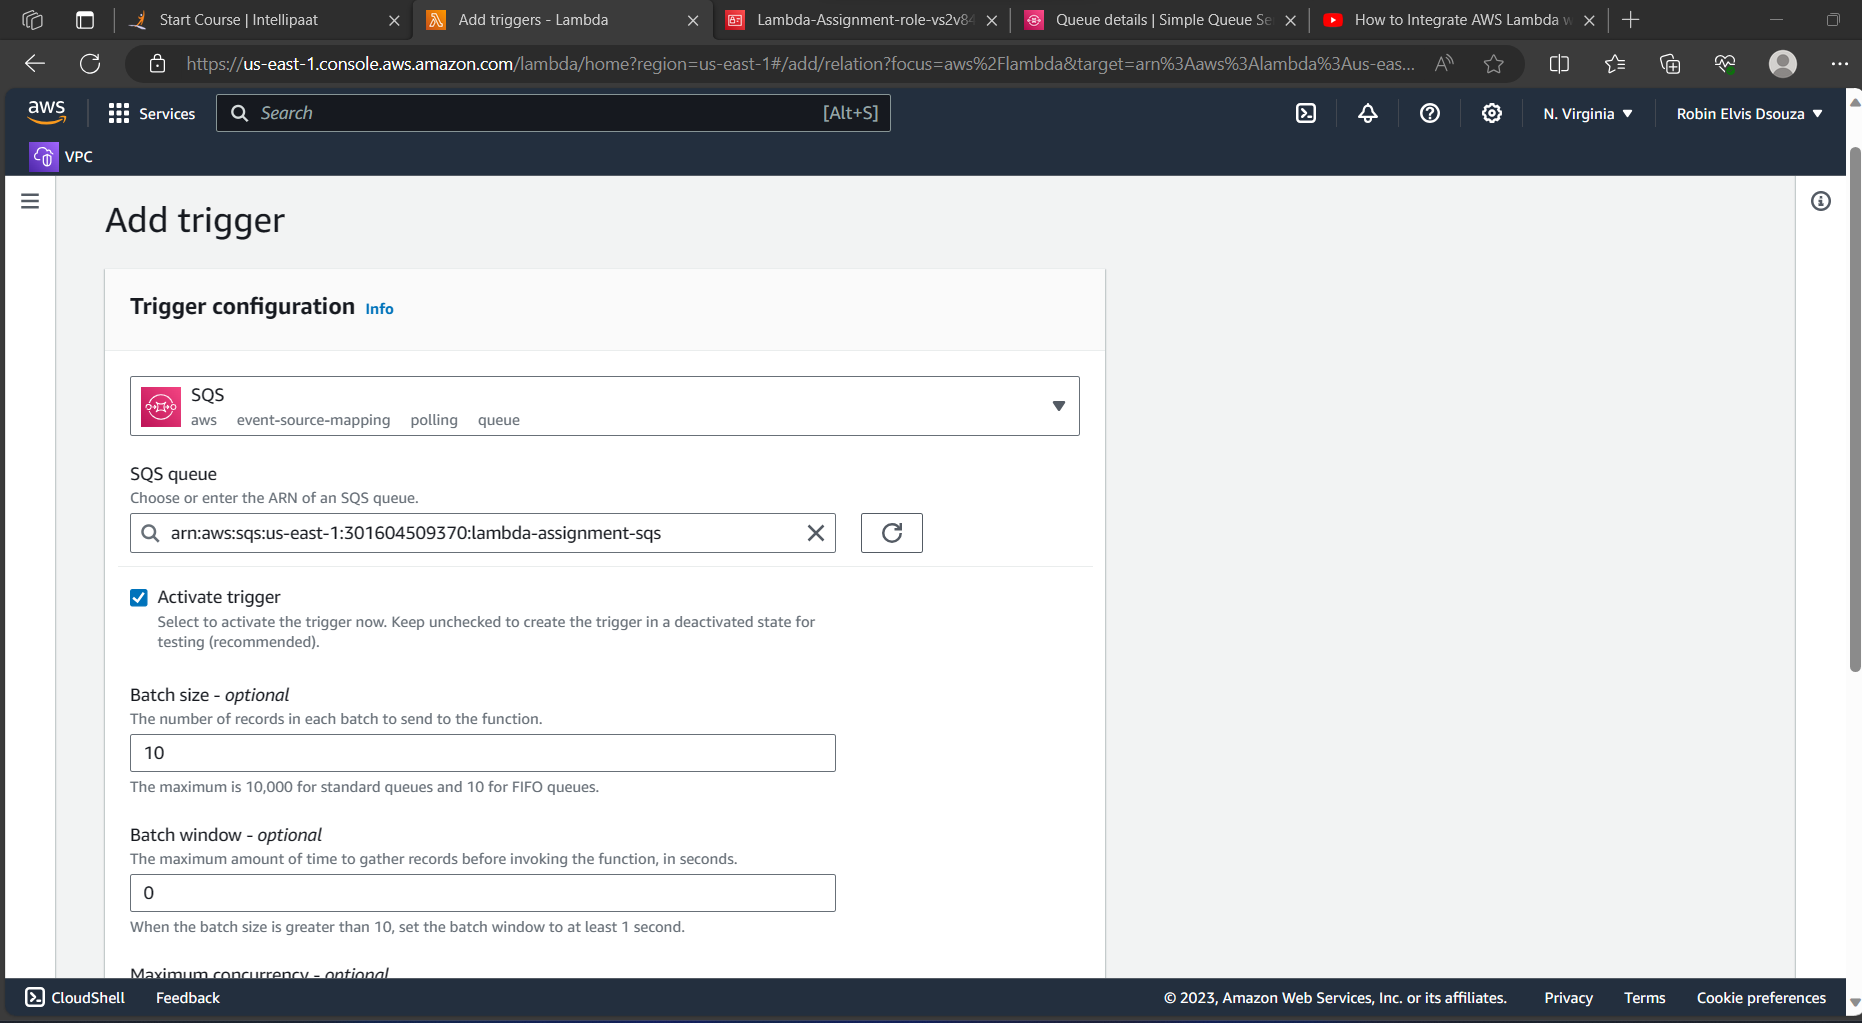 Start Course | Intellipaat
Add triggers - Lambda
Lambda-Assignment-role-vs2v84
Queue details | Simple Queue Se
How to Integrate AWS Lambda w
https://us-east-1.console.aws.amazon.com/lambda/home?region=us-east-1#/add/relation?focus=aws%2Flambda&target=arn%3Aaws%3Alambda%3Aus-eas...
aws
Services
Search
[Alt+S]
N. Virginia
Robin Elvis Dsouza
VPC
Add trigger
Trigger configuration Info
SQS
aws event-source-mapping polling queue
SQS queue
Choose or enter the ARN of an SQS queue.
arn:aws:sqs:us-east-1:301604509370:lambda-assignment-sqs
Activate trigger
Select to activate the trigger now. Keep unchecked to create the trigger in a deactivated state for
testing (recommended).
Batch size - optional
The number of records in each batch to send to the function.
10
The maximum is 10,000 for standard queues and 10 for FIFO queues.
Batch window - optional
The maximum amount of time to gather records before invoking the function, in seconds.
0
When the batch size is greater than 10, set the batch window to at least 1 second.
Maximum concurrency - optional
CloudShell
Feedback
© 2023, Amazon Web Services, Inc. or its affiliates.
Privacy
Terms
Cookie preferences